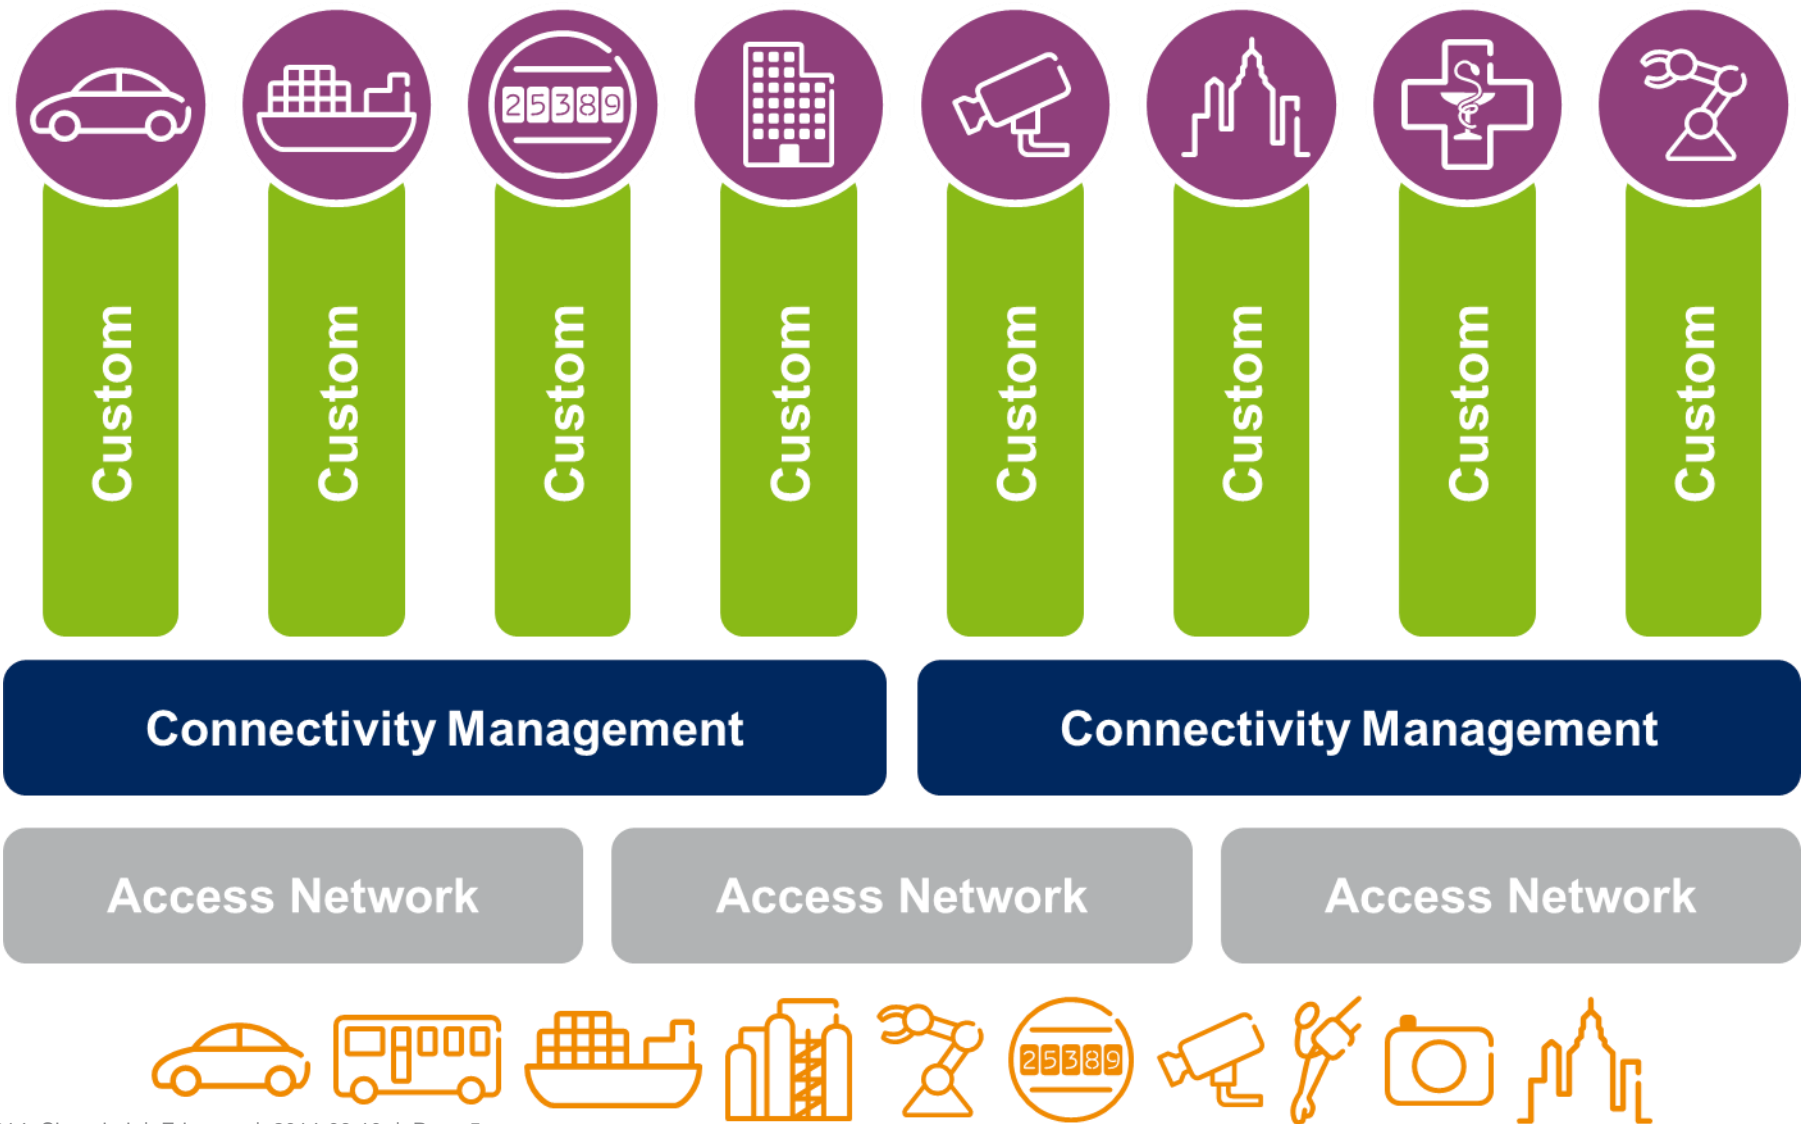 25389
Custom
Custom
Custom
Custom
Custom
Custom
Custom
Custom
Connectivity Management
Connectivity Management
Access Network
Access Network
Access Network
25389